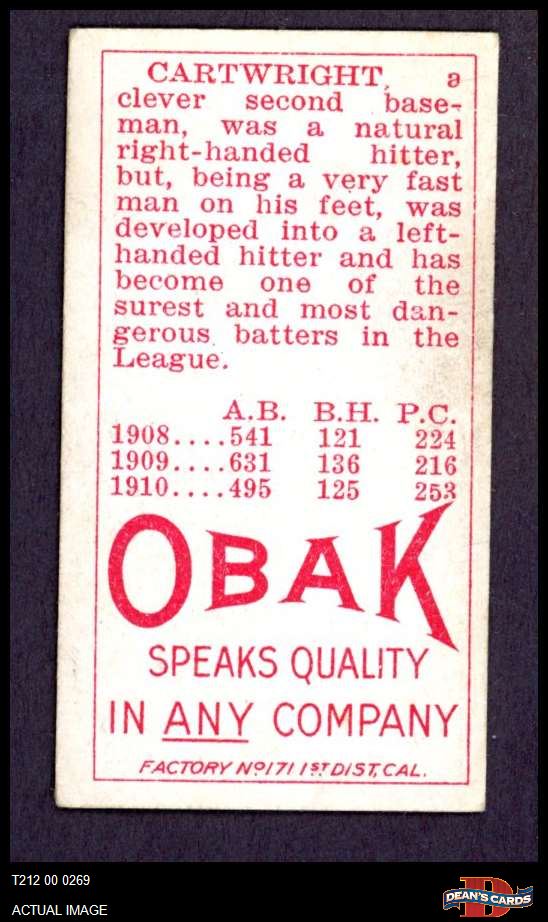 CARTWRIGHT, a
clever second base-
man, was a natural
right-handed hitter,
but, being a very fast
man on his feet, was
developed into a left-
handed hitter and has
become one of the
surest and most dan-
gerous batters in the
League.
A.B. B.H. P.C.
1908....541 121 224
1909....631 136 216
1910....495 125 253
OBAK
SPEAKS QUALITY
IN ANY COMPANY
FACTORY No 171 1ST DIST, CAL.
T212 00 0269
ACTUAL IMAGE
D
DEAN'S CARDS